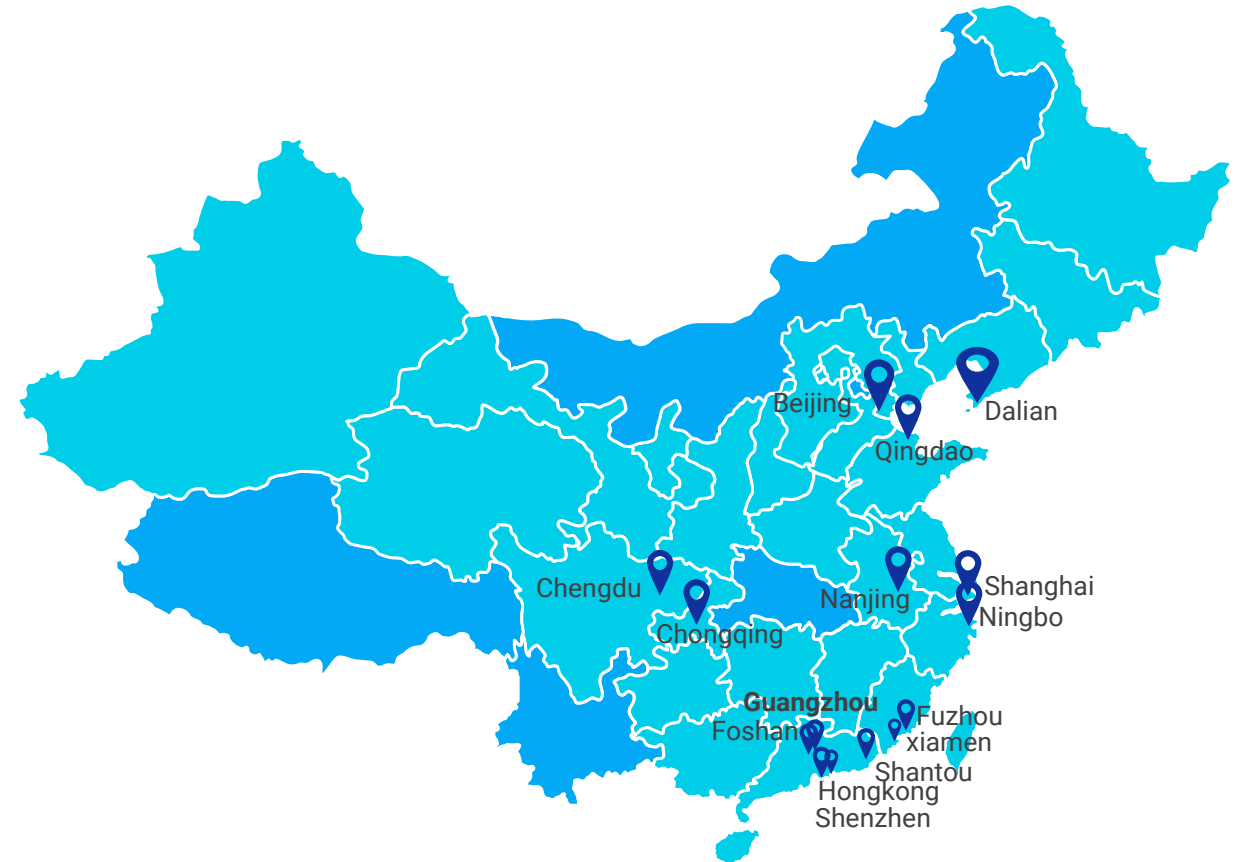 Beijing
Dalian
Qingdao
Chengdu
Shanghai
Nanjing
Ningbo
Chongqing
Guangzhou
Fuzhou
Foshan
xiamen
Shantou
Hongkong
Shenzhen